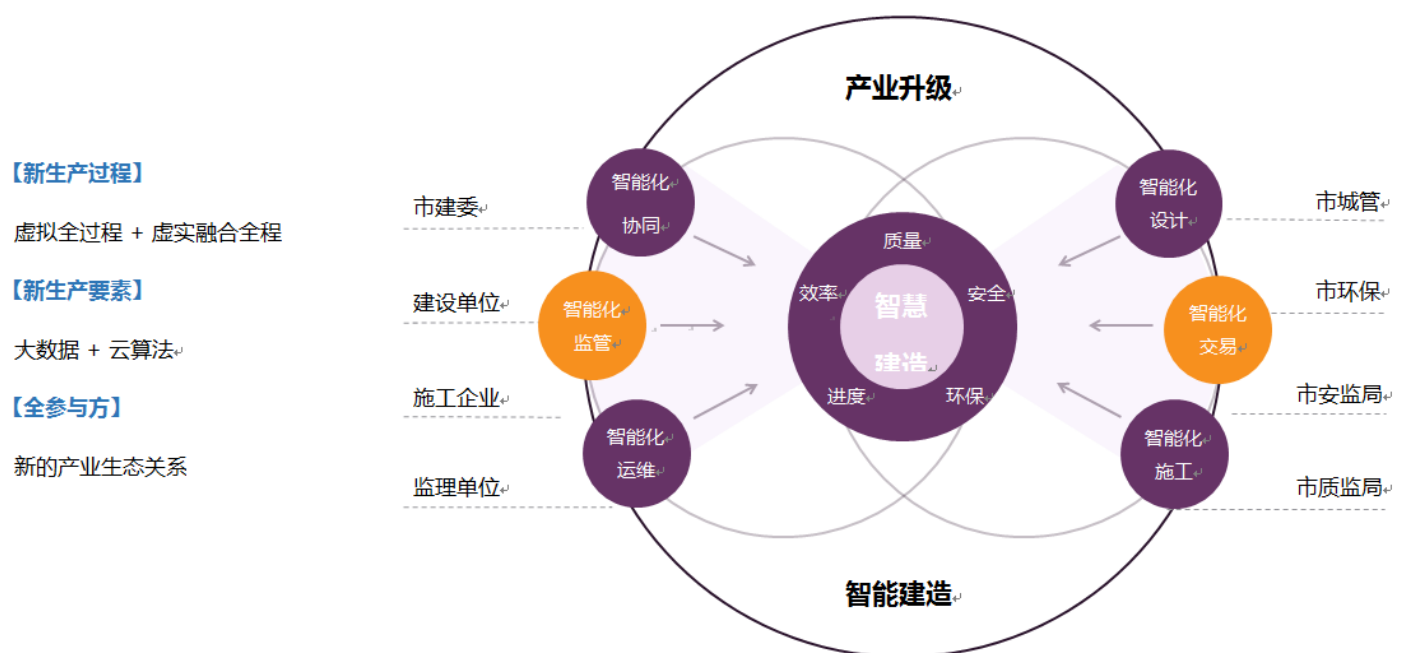 【新生产过程】
虚拟全过程 + 虚实融合全程
【新生产要素】
大数据 + 云算法
【全参与方】
新的产业生态关系
市建委
建设单位
施工企业
监理单位
产业升级
智能化
协同
智能化
监管
智能化
运维
质量
效率
安全
智慧
建造
进度
环保
智能化
设计
智能化
交易
智能化
施工
智能建造
市城管
市环保
市安监局
市质监局